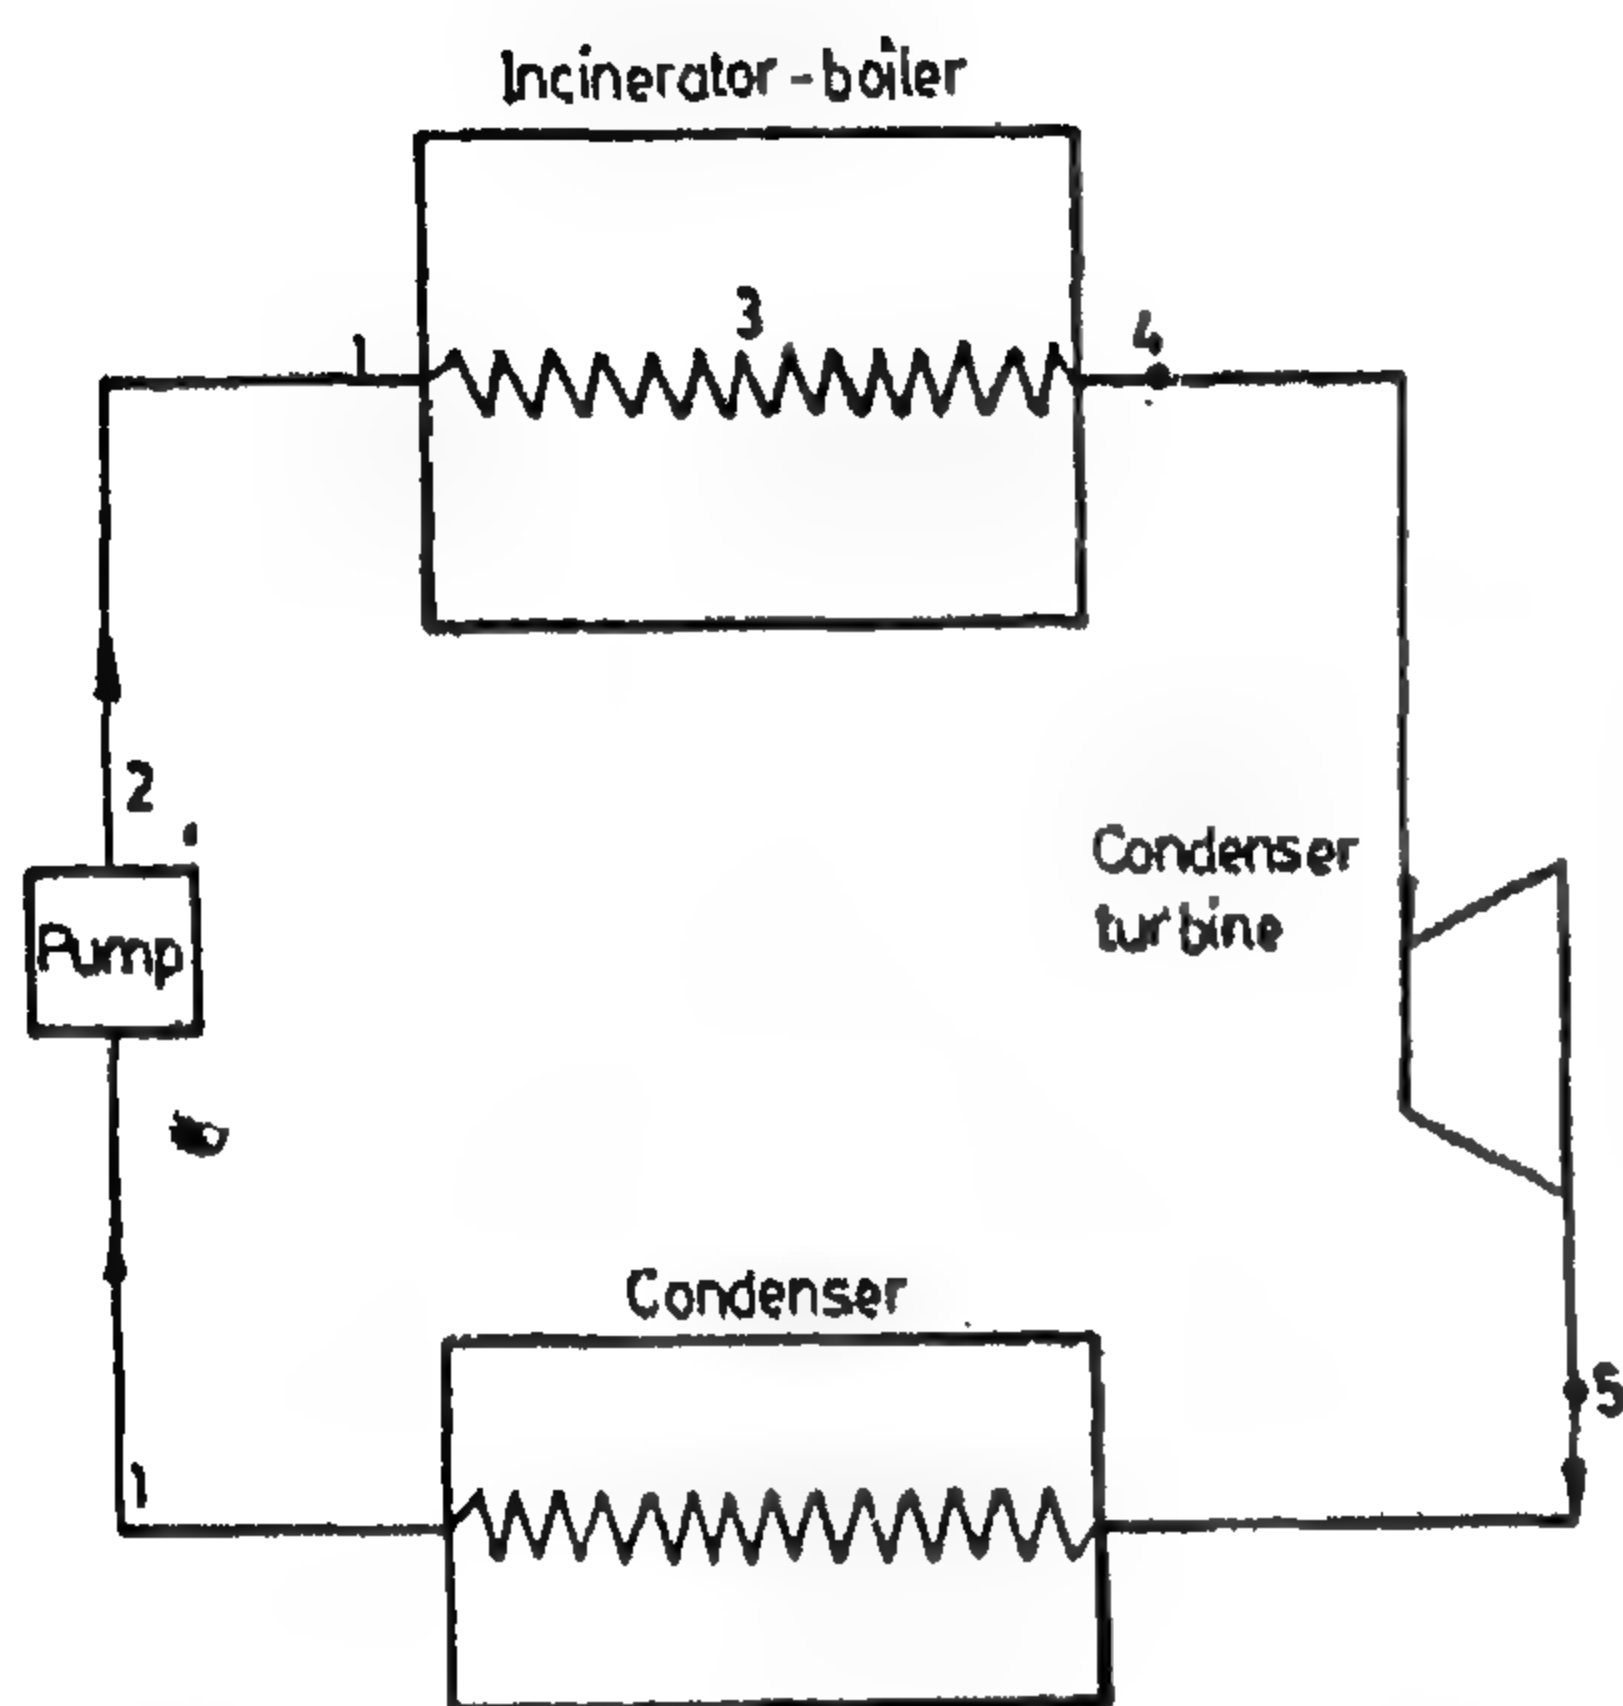 Incinerator-boiler
3
4
1
2
Pump
Condenser
turbine
Condenser
5
1